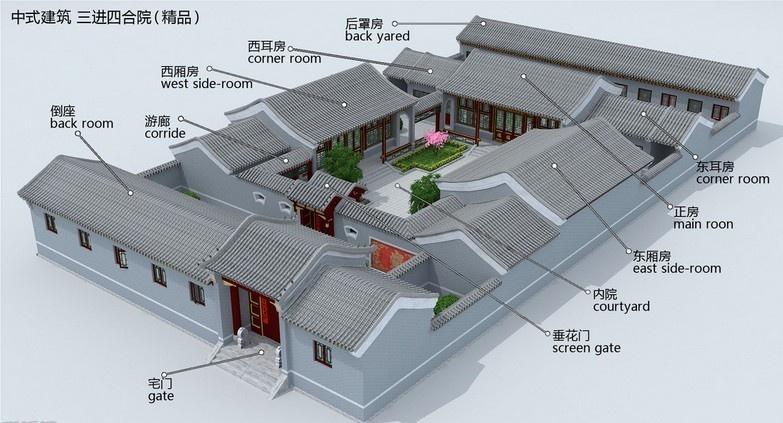 中式建筑 三进四合院(精品)
后罩房
back yared
西耳房
corner room
西厢房
west side-room
游廊
corride
倒座
back room
东耳房
corner room
正房
main roon
东厢房
east side-room
内院
courtyard
垂花门
screen gate
宅门
gate